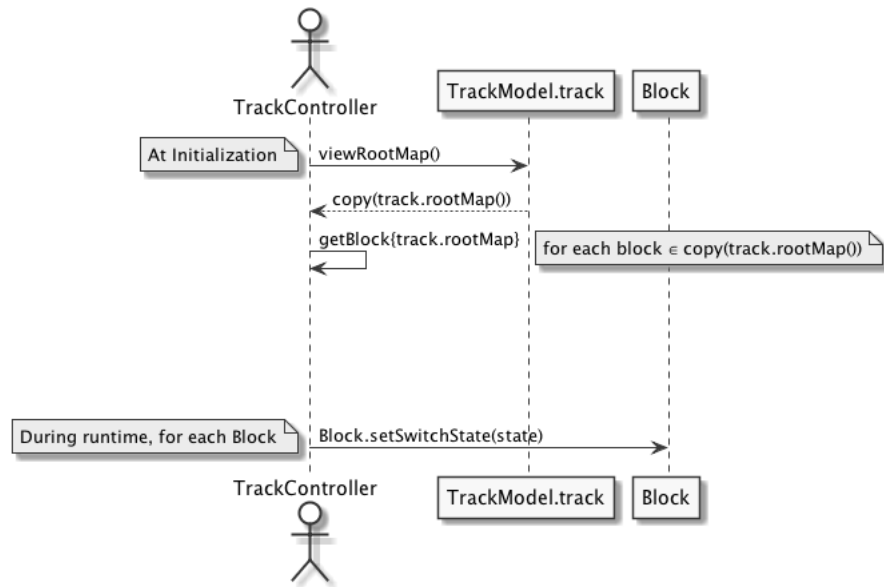 TrackController
TrackModel.track
Block
At Initialization
viewRootMap()
copy(track.rootMap())
getBlock{track.rootMap}
for each block ∈ copy(track.rootMap())
During runtime, for each Block
Block.setSwitchState(state)
TrackController
TrackModel.track
Block